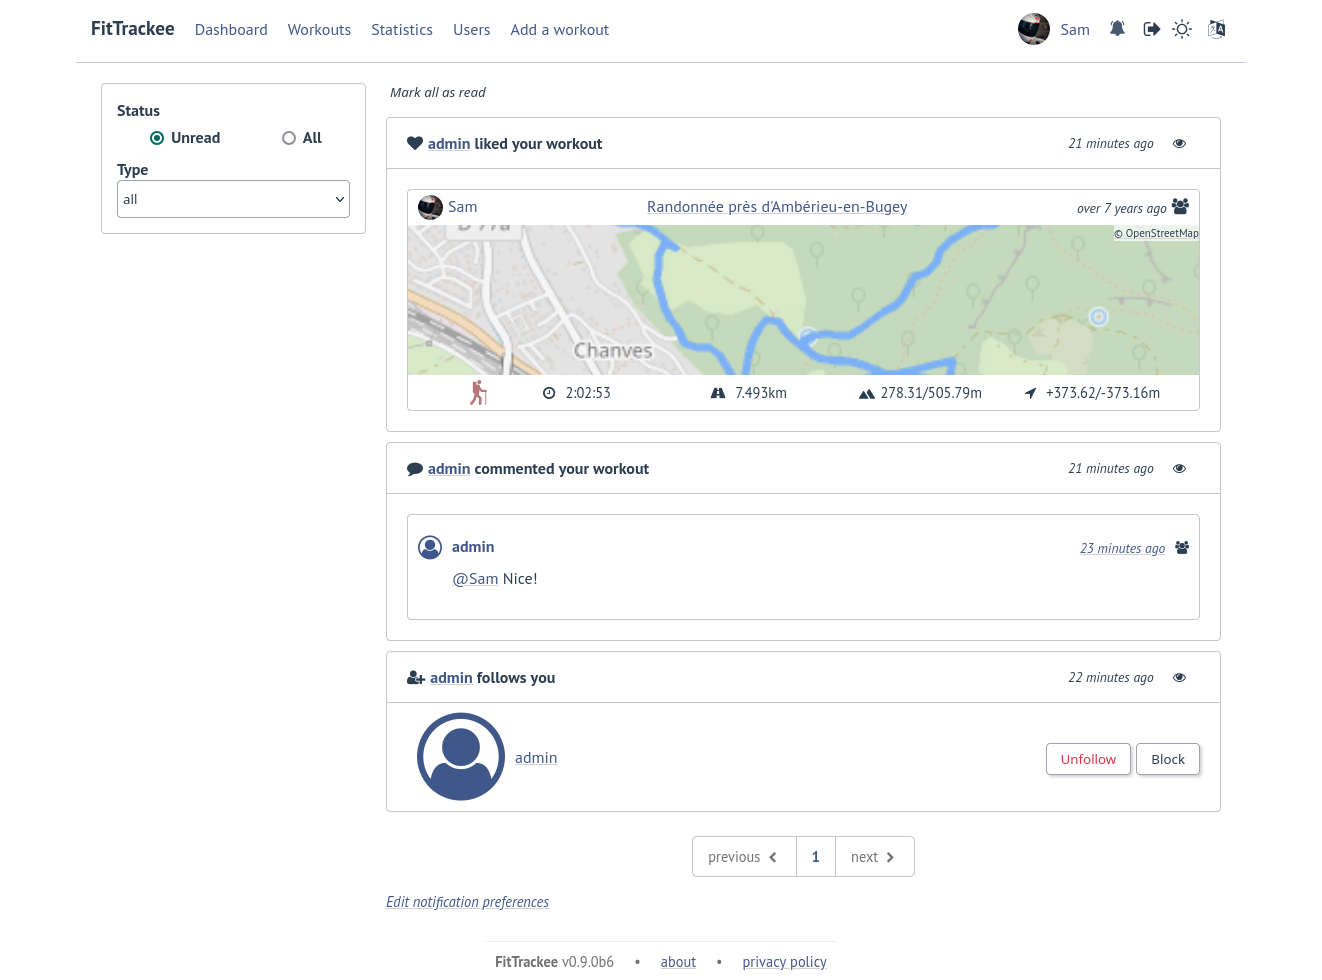 FitTrackee Dashboard Workouts Statistics Users Add a workout Sam
Status
Unread All
Type
all
Mark all as read
admin liked your workout 21 minutes ago
Sam Randonnée près d'Ambérieu-en-Bugey over 7 years ago
© OpenStreetMap
Chanves
2:02:53 7.493km 278.31/505.79m +373.62/-373.16m
admin commented your workout 21 minutes ago
admin 23 minutes ago
@Sam Nice!
admin follows you 22 minutes ago
admin Unfollow Block
previous 1 next
Edit notification preferences
FitTrackee v0.9.0b6 • about • privacy policy